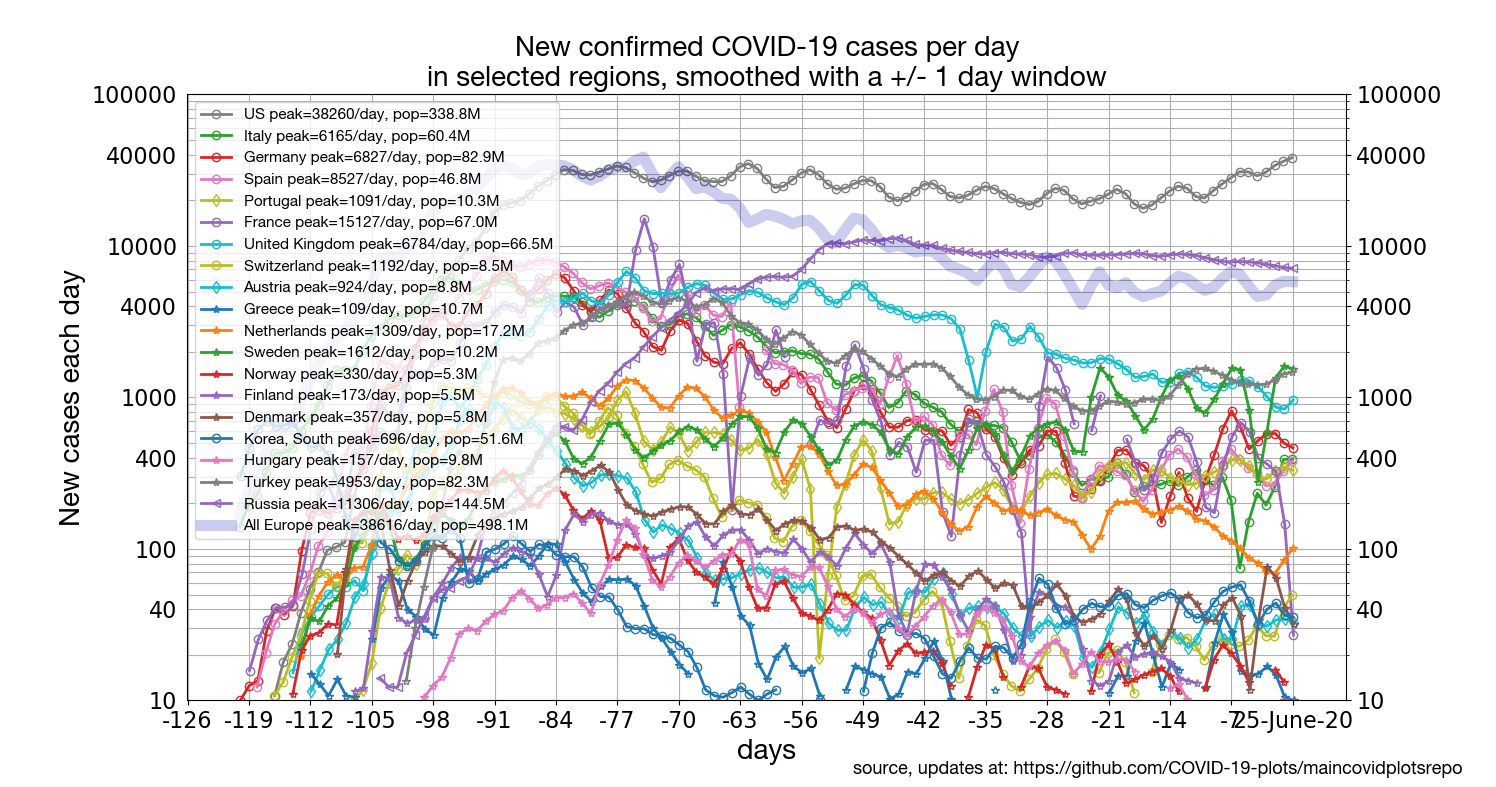 New confirmed COVID-19 cases per day
in selected regions, smoothed with a +/- 1 day window
100000
40000
10000
4000
1000
400
100
40
10
New cases each day
US peak=38260/day, pop=338.8M
Italy peak=6165/day, pop=60.4M
Germany peak=6827/day, pop=82.9M
Spain peak=8527/day, pop=46.8M
Portugal peak=1091/day, pop=10.3M
France peak=15127/day, pop=67.0M
United Kingdom peak=6784/day, pop=66.5M
Switzerland peak=1192/day, pop=8.5M
Austria peak=924/day, pop=8.8M
Greece peak=109/day, pop=10.7M
Netherlands peak=1309/day, pop=17.2M
Sweden peak=1612/day, pop=10.2M
Norway peak=330/day, pop=5.3M
Finland peak=173/day, pop=5.5M
Denmark peak=357/day, pop=5.8M
Korea, South peak=696/day, pop=51.6M
Hungary peak=157/day, pop=9.8M
Turkey peak=4953/day, pop=82.3M
Russia peak=11306/day, pop=144.5M
All Europe peak=38616/day, pop=498.1M
100000
40000
10000
4000
1000
400
100
40
10
-126 -119 -112 -105 -98 -91 -84 -77 -70 -63 -56 -49 -42 -35 -28 -21 -14 -7 25-June-20
days
source, updates at: https://github.com/COVID-19-plots/maincovidplotsrepo